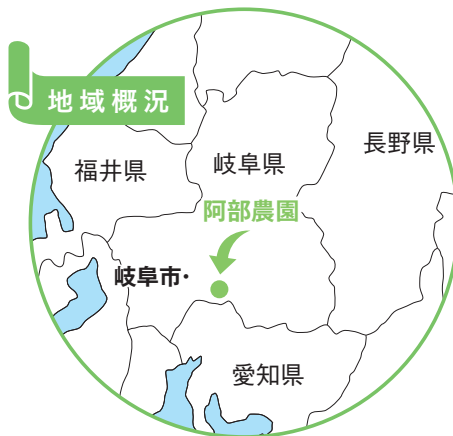 地域概況
福井県
岐阜県
長野県
阿部農園
岐阜市・
愛知県